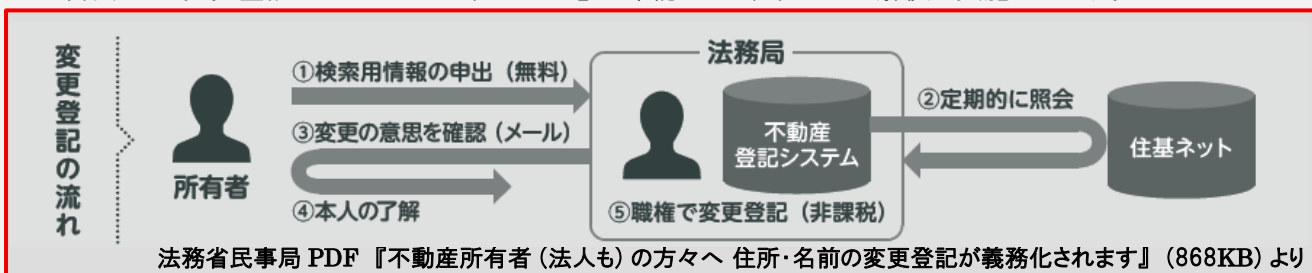 変更登記の流れ
所有者
①検索用情報の申出（無料）
③変更の意思を確認（メール）
④本人の了解
法務局
不動産
登記システム
⑤職権で変更登記（非課税）
②定期的に照会
住基ネット
法務省民事局 PDF 『不動産所有者（法人も）の方々へ 住所・名前の変更登記が義務化されます』（868KB）より